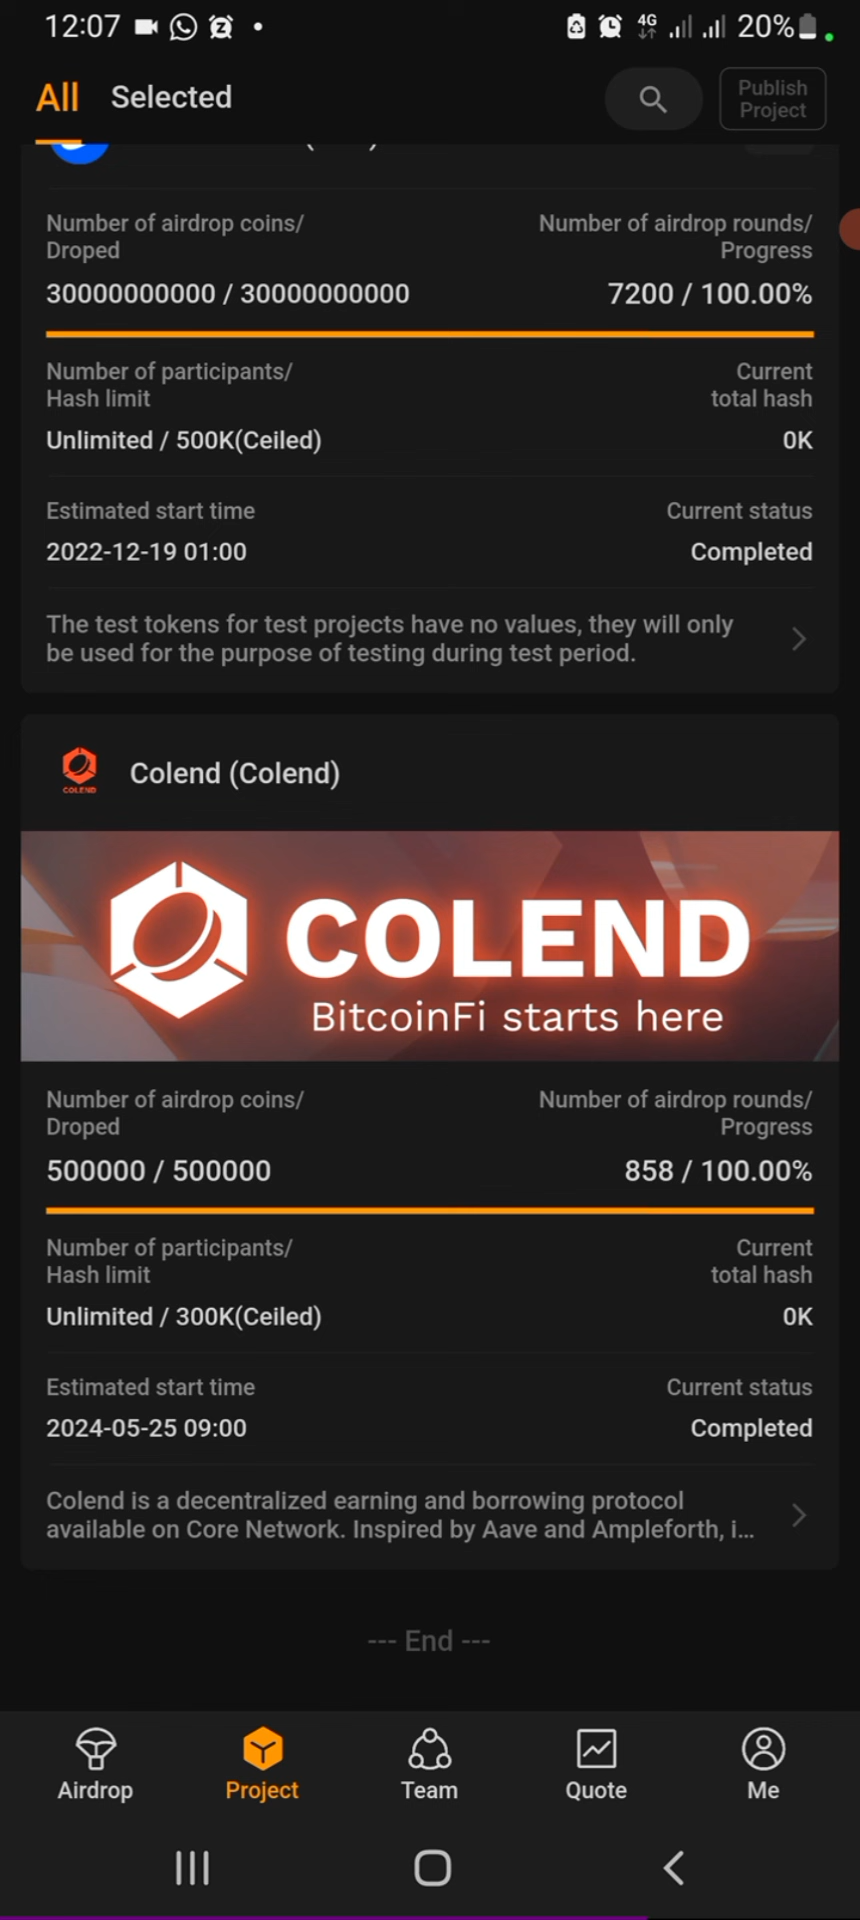 12:07
4G
20%
All
Selected
Publish
Project
Number of airdrop coins/
Droped
Number of airdrop rounds/
Progress
30000000000 / 30000000000
7200 / 100.00%
Number of participants/
Hash limit
Current
total hash
Unlimited / 500K(Ceiled)
0K
Estimated start time
Current status
2022-12-19 01:00
Completed
The test tokens for test projects have no values, they will only
be used for the purpose of testing during test period.
COLEND
Colend (Colend)
COLEND
BitcoinFi starts here
Number of airdrop coins/
Droped
Number of airdrop rounds/
Progress
500000 / 500000
858 / 100.00%
Number of participants/
Hash limit
Current
total hash
Unlimited / 300K(Ceiled)
0K
Estimated start time
Current status
2024-05-25 09:00
Completed
Colend is a decentralized earning and borrowing protocol
available on Core Network. Inspired by Aave and Ampleforth, i...
--- End ---
Airdrop
Project
Team
Quote
Me